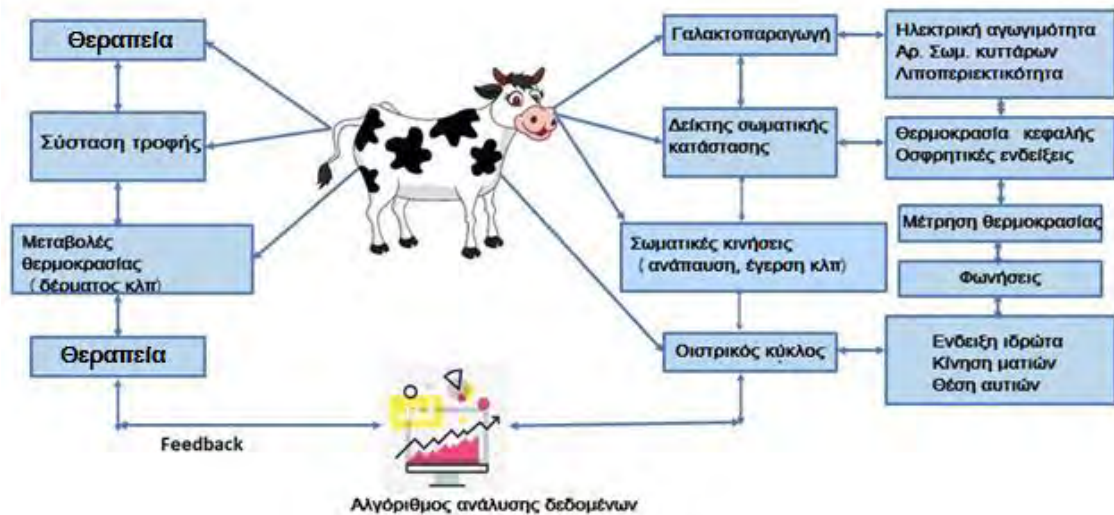 Θεραπεία
Σύσταση τροφής
Μεταβολές
θερμοκρασίας
( δέρματος κλπ)
Θεραπεία
Feedback
Αλγόριθμος ανάλυσης δεδομένων
Γαλακτοπαραγωγή
Δείκτης σωματικής
κατάστασης
Σωματικές κινήσεις
( ανάπαυση, έγερση κλπ)
Οιστρικός κύκλος
Ηλεκτρική αγωγιμότητα
Αρ. Σωμ. κυττάρων
Λιποπεριεκτικότητα
Θερμοκρασία κεφαλής
Οσφρητικές ενδείξεις
Μέτρηση θερμοκρασίας
Φωνήσεις
Ενδειξη ιδρώτα
Κίνηση ματιών
Θέση αυτιών